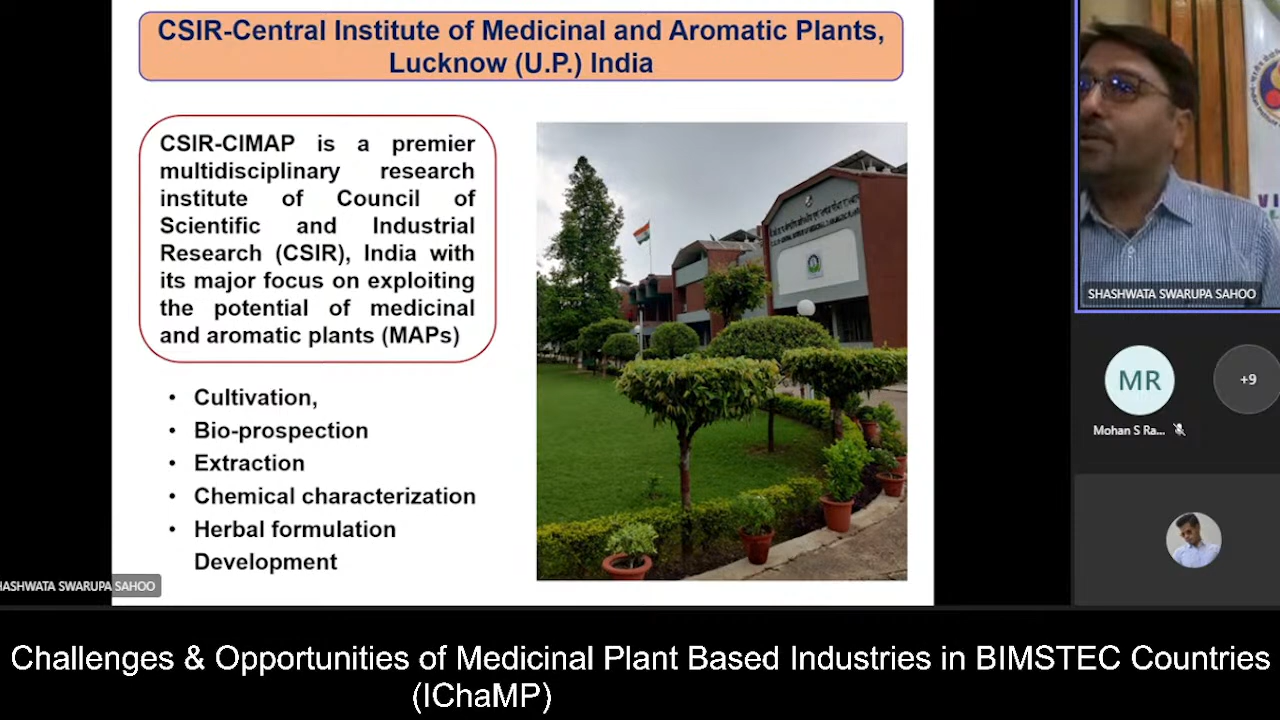 CSIR-Central Institute of Medicinal and Aromatic Plants,
Lucknow (U.P.) India
CSIR-CIMAP is a premier
multidisciplinary research
institute of Council of
Scientific and Industrial
Research (CSIR), India with
its major focus on exploiting
the potential of medicinal
and aromatic plants (MAPs)
• Cultivation,
• Bio-prospection
• Extraction
• Chemical characterization
• Herbal formulation
Development
HASHWATA SWARUPA SAHOO
SHASHWATA SWARUPA SAHOO
MR
+9
Mohan S Ra...
Challenges & Opportunities of Medicinal Plant Based Industries in BIMSTEC Countries
(IChaMP)